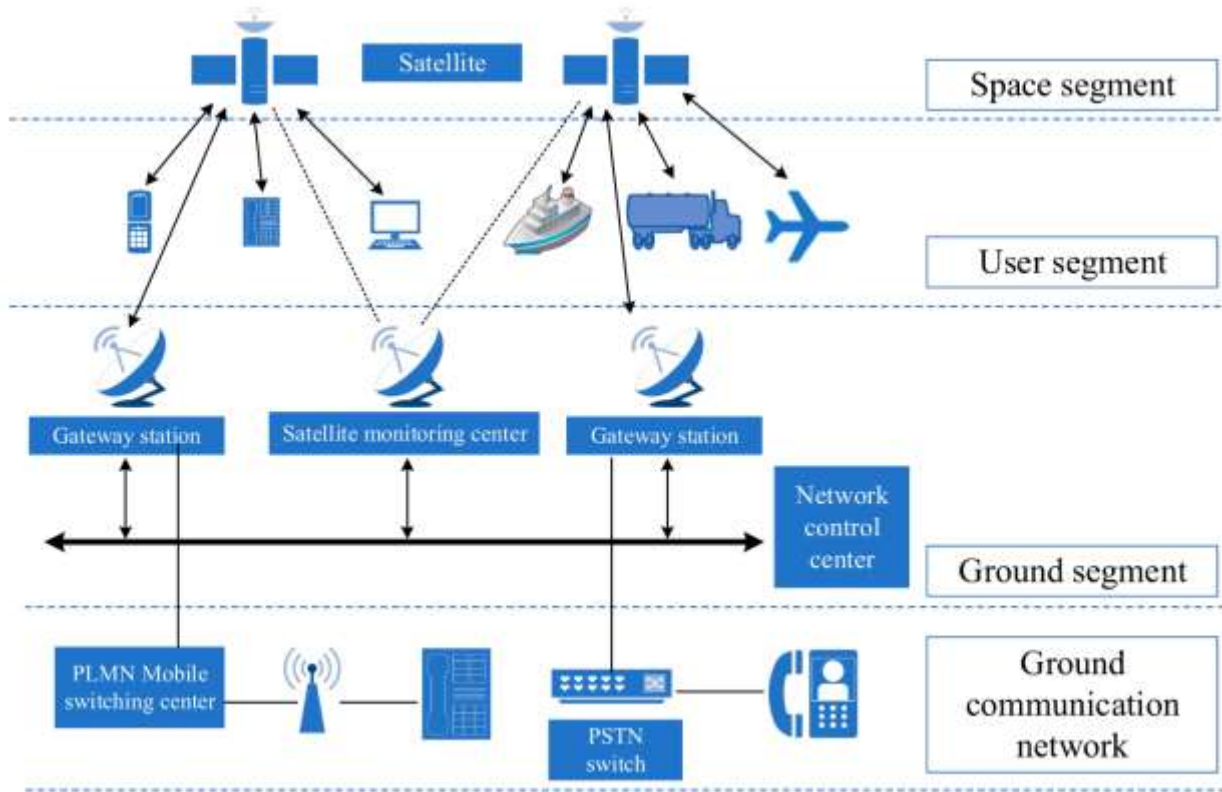 Satellite
Space segment
User segment
Gateway station
Satellite monitoring center
Gateway station
Network
control
center
Ground segment
PLMN Mobile
switching center
PSTN
switch
Ground
communication
network